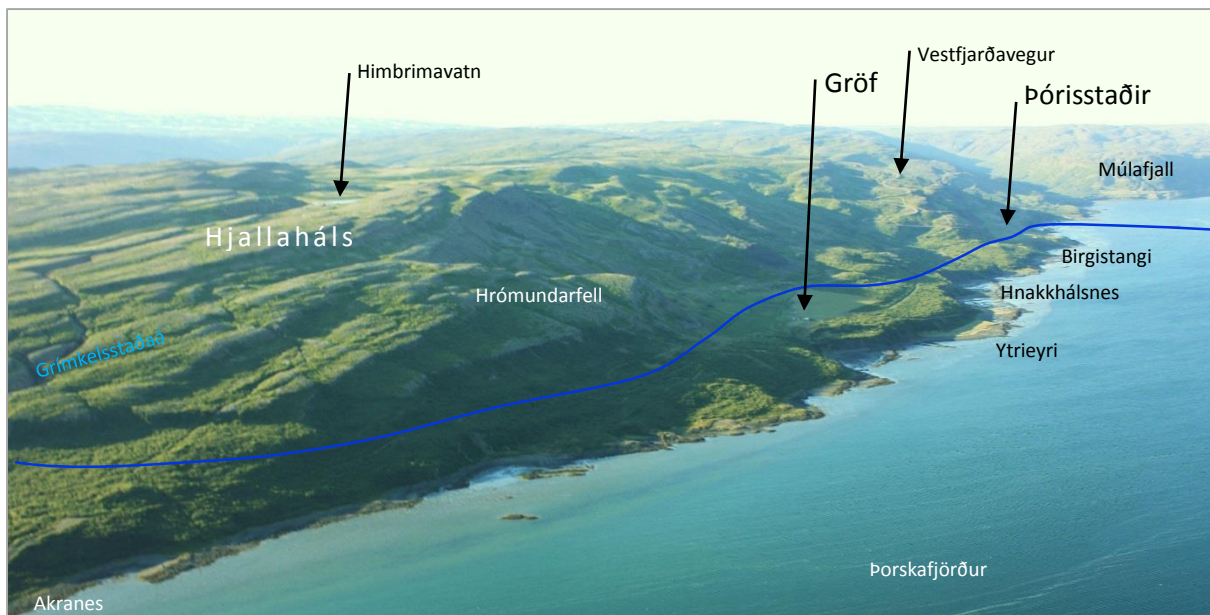 Vestfjarðavegur
Himbrimavatn
Gröf
Þórisstaðir
Múlafjall
Hjallaháls
Birgistangi
Hrómundarfell
Hnakkhálsnes
Ytrieyri
Grímkelsstaðaá
Þorskafjörður
Akranes